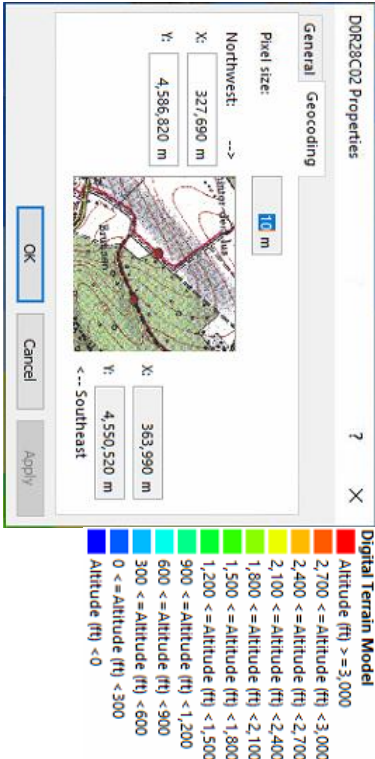 D0R28C02 Properties ? X
General Geocoding
Pixel size: 10 m
Northwest: -->
X: 327,690 m
Y: 4,586,820 m
X: 363,990 m
Y: 4,550,520 m
<-- Southeast
OK Cancel Apply
Digital Terrain Model
Altitude (ft) >=3,000
2,700 <=Altitude (ft) <3,000
2,400 <=Altitude (ft) <2,700
2,100 <=Altitude (ft) <2,400
1,800 <=Altitude (ft) <2,100
1,500 <=Altitude (ft) <1,800
1,200 <=Altitude (ft) <1,500
900 <=Altitude (ft) <1,200
600 <=Altitude (ft) <900
300 <=Altitude (ft) <600
0 <=Altitude (ft) <300
Altitude (ft) <0